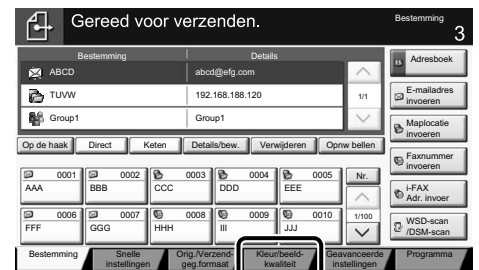 Gereed voor verzenden.
Bestemming
3
Bestemming
Details
ABCD
abcd@efg.com
TUVW
192.168.188.120
1/1
Group1
Group1
Adresboek
E-mailadres
invoeren
Maplocatie
invoeren
Faxnummer
invoeren
i-FAX
Adr. invoer
WSD-scan
/DSM-scan
Op de haak
Direct
Keten
Details/bew.
Verwijderen
Opnw bellen
0001
AAA
0002
BBB
0003
CCC
0004
DDD
0005
EEE
Nr.
0006
FFF
0007
GGG
0008
HHH
0009
III
0010
JJJ
1/100
Bestemming
Snelle
instellingen
Orig./Verzend-
geg.formaat
Kleur/beeld-
kwaliteit
Geavanceerde
instellingen
Programma